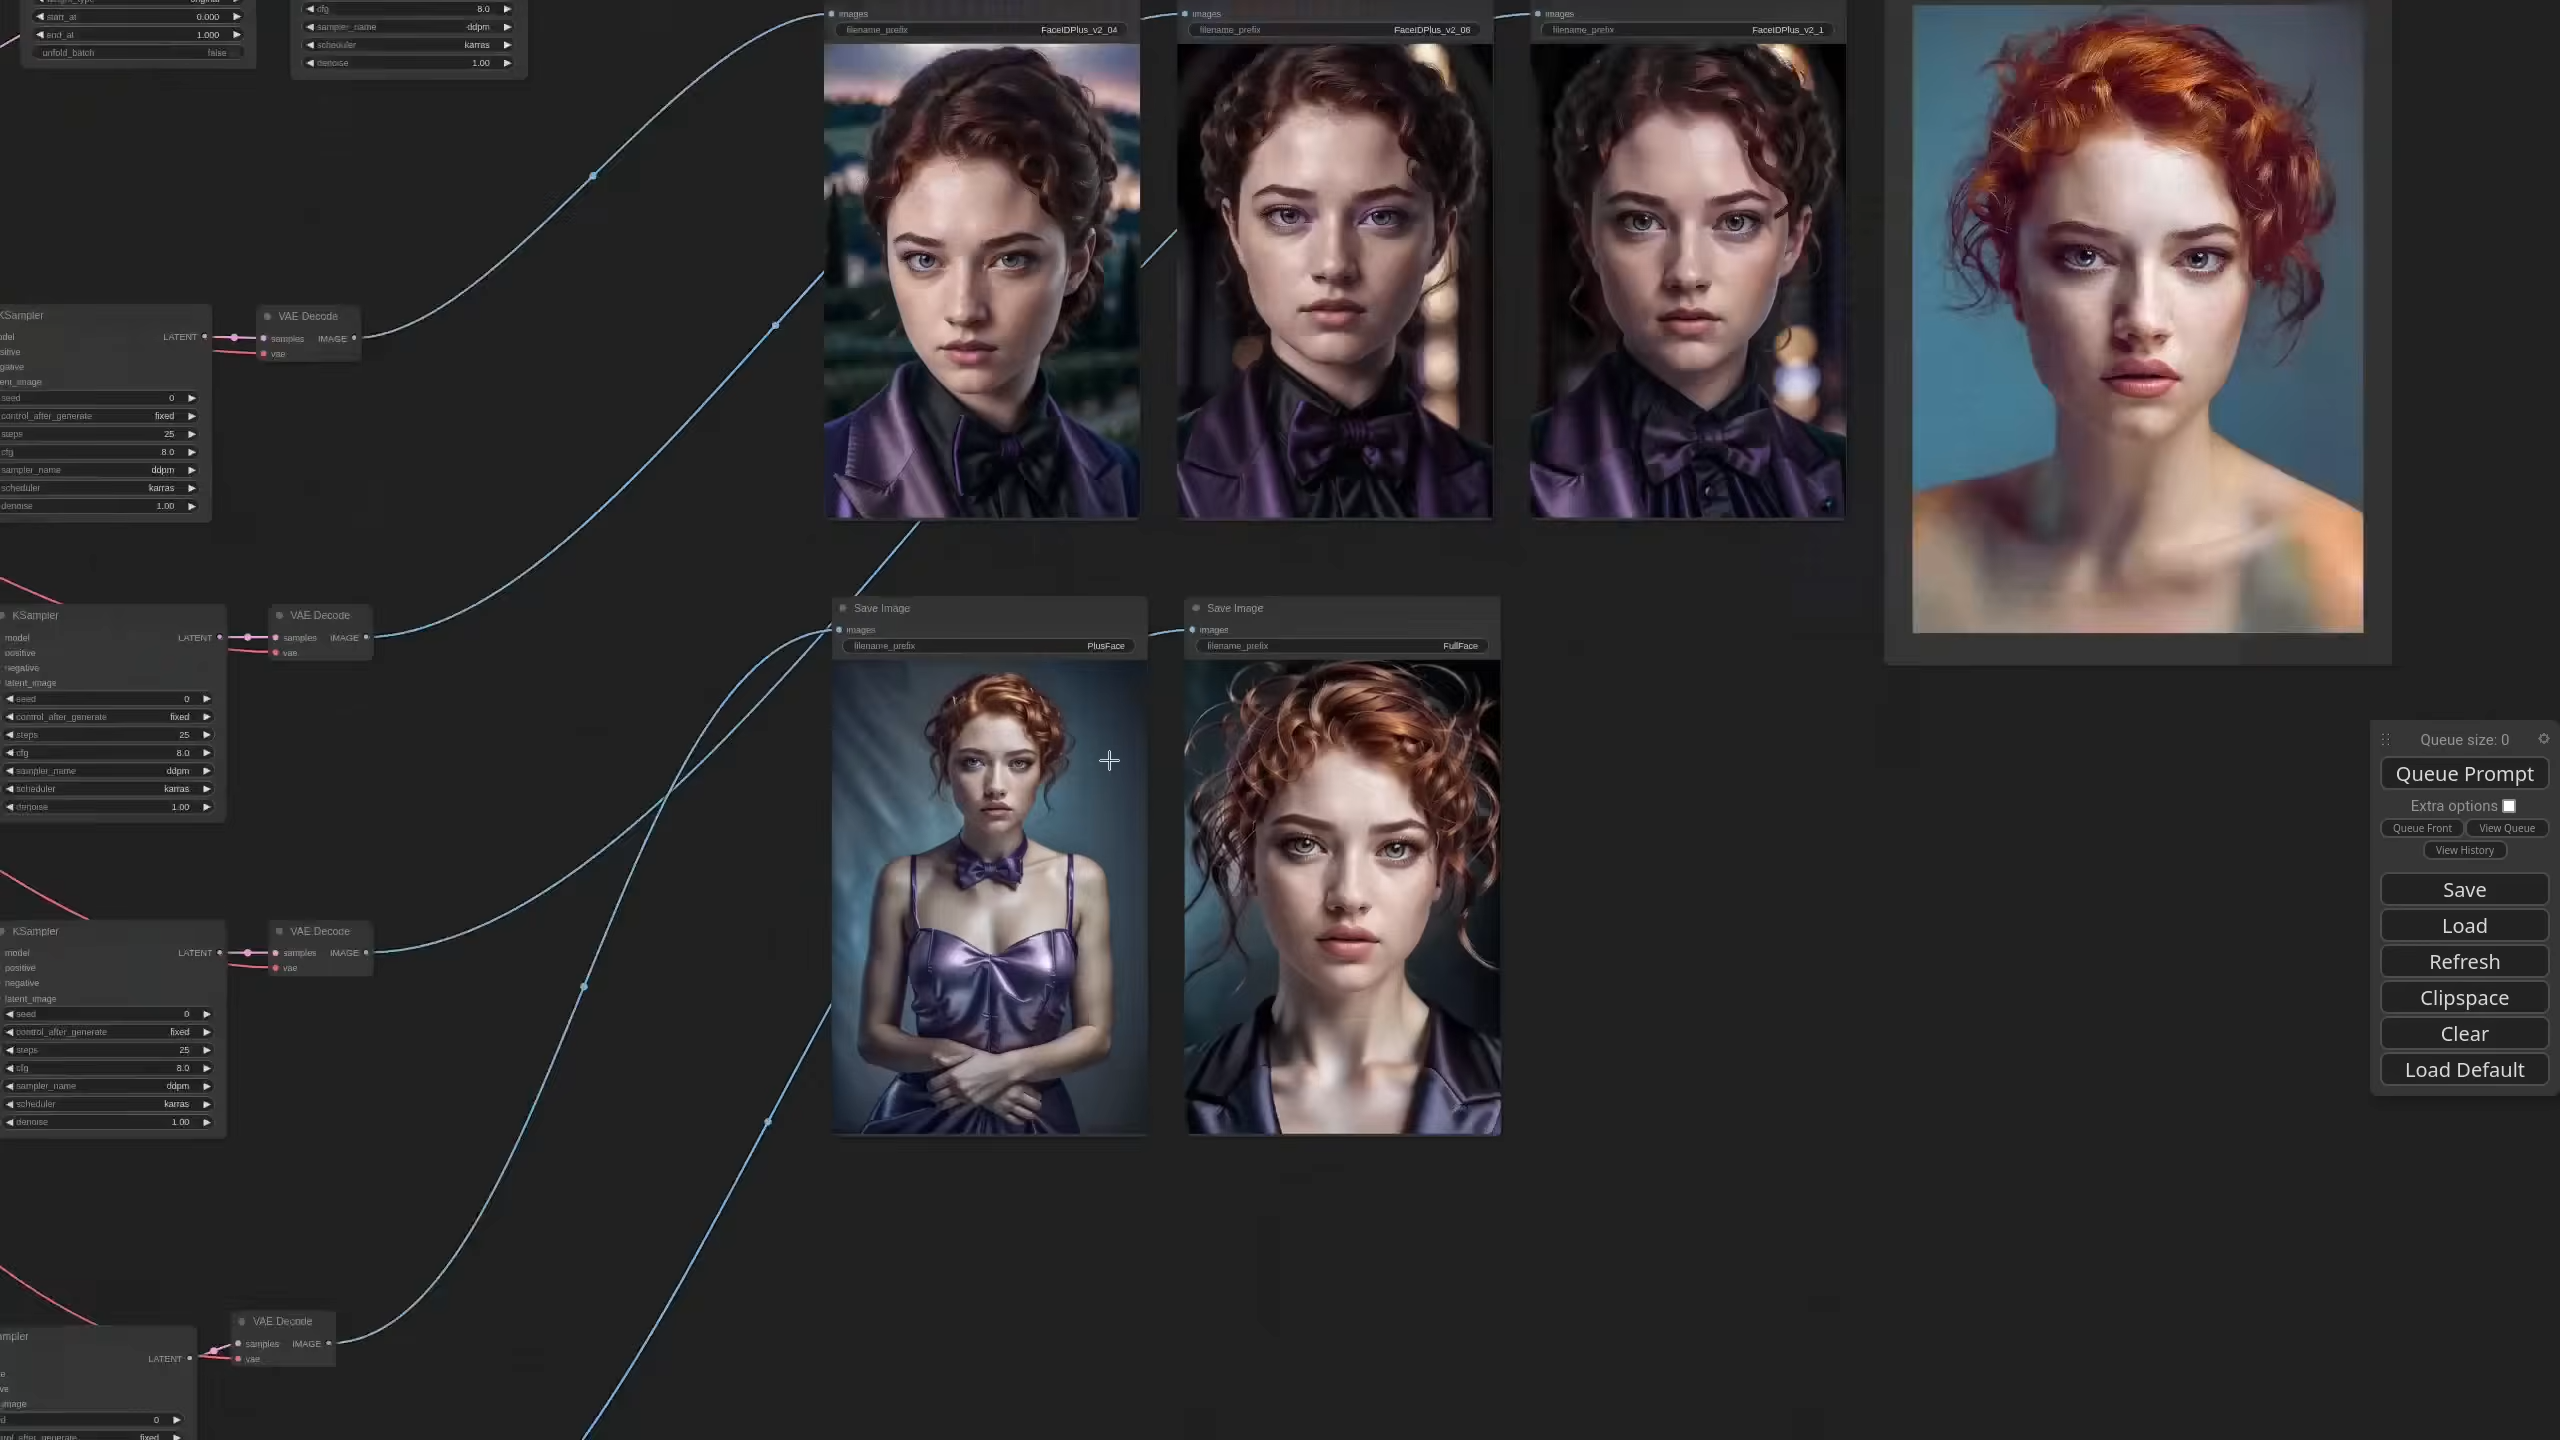 original
start_at 0.000
end_at 1.000
unfold_batch false
cfg 8.0
sampler_name ddpm
scheduler karras
denoise 1.00
images
filename_prefix FaceIDPlus_v2_04
images
filename_prefix FaceIDPlus_v2_06
images
filename_prefix FaceIDPlus_v2_1
KSampler
LATENT
seed 0
control_after_generate fixed
steps 25
cfg 8.0
sampler_name ddpm
scheduler karras
denoise 1.00
VAE Decode
samples IMAGE
vae
KSampler
model LATENT
positive
negative
latent_image
seed 0
control_after_generate fixed
steps 25
cfg 8.0
sampler_name ddpm
scheduler karras
denoise 1.00
VAE Decode
samples IMAGE
vae
Save Image
images
filename_prefix PlusFace
Save Image
images
filename_prefix FullFace
KSampler
model LATENT
positive
negative
latent_image
seed 0
control_after_generate fixed
steps 25
cfg 8.0
sampler_name ddpm
scheduler karras
denoise 1.00
VAE Decode
samples IMAGE
vae
mpler
LATENT
image
0
fixed
VAE Decode
samples IMAGE
vae
Queue size: 0
Queue Prompt
Extra options
Queue Front View Queue
View History
Save
Load
Refresh
Clipspace
Clear
Load Default